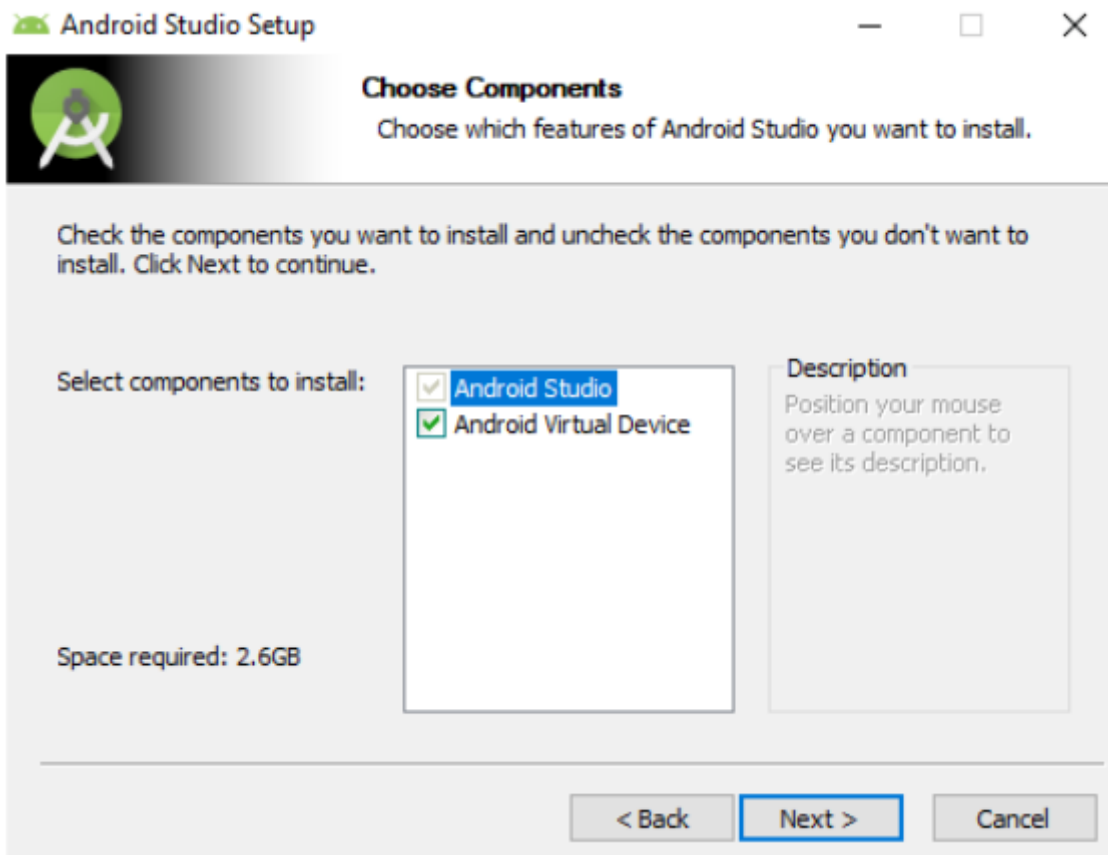 Android Studio Setup
Choose Components
Choose which features of Android Studio you want to install.
Check the components you want to install and uncheck the components you don't want to
install. Click Next to continue.
Select components to install:
Android Studio
Android Virtual Device
Description
Position your mouse
over a component to
see its description.
Space required: 2.6GB
< Back
Next >
Cancel